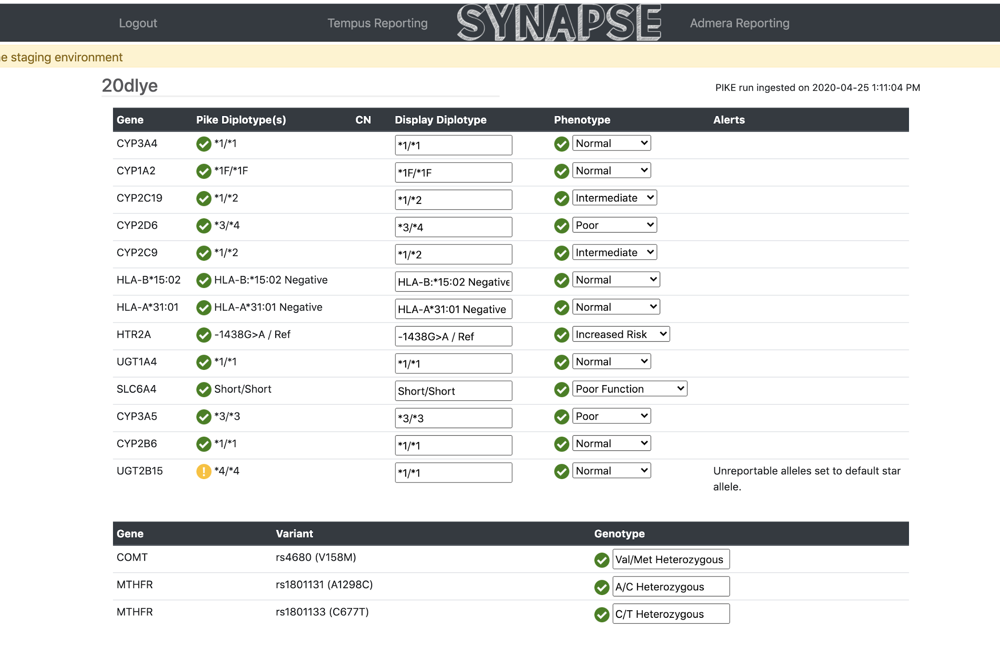 Logout Tempus Reporting SYNAPSE Admera Reporting
e staging environment
20dlye PIKE run ingested on 2020-04-25 1:11:04 PM
Gene Pike Diplotype(s) CN Display Diplotype Phenotype Alerts
CYP3A4 *1/*1 *1/*1 Normal
CYP1A2 *1F/*1F *1F/*1F Normal
CYP2C19 *1/*2 *1/*2 Intermediate
CYP2D6 *3/*4 *3/*4 Poor
CYP2C9 *1/*2 *1/*2 Intermediate
HLA-B*15:02 HLA-B:*15:02 Negative HLA-B:*15:02 Negative Normal
HLA-A*31:01 HLA-A*31:01 Negative HLA-A*31:01 Negative Normal
HTR2A -1438G>A / Ref -1438G>A / Ref Increased Risk
UGT1A4 *1/*1 *1/*1 Normal
SLC6A4 Short/Short Short/Short Poor Function
CYP3A5 *3/*3 *3/*3 Poor
CYP2B6 *1/*1 *1/*1 Normal
UGT2B15 *4/*4 *1/*1 Normal Unreportable alleles set to default star
allele.
Gene Variant Genotype
COMT rs4680 (V158M) Val/Met Heterozygous
MTHFR rs1801131 (A1298C) A/C Heterozygous
MTHFR rs1801133 (C677T) C/T Heterozygous